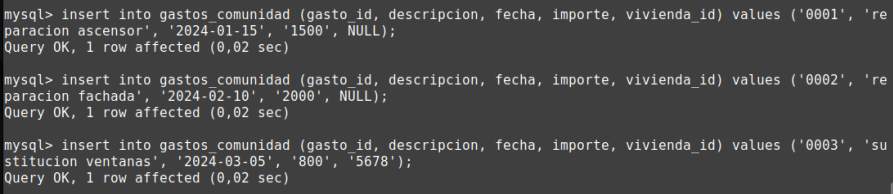 mysql> insert into gastos_comunidad (gasto_id, descripcion, fecha, importe, vivienda_id) values ('0001', 're
paracion ascensor', '2024-01-15', '1500', NULL);
Query OK, 1 row affected (0,02 sec)
mysql> insert into gastos_comunidad (gasto_id, descripcion, fecha, importe, vivienda_id) values ('0002', 're
paracion fachada', '2024-02-10', '2000', NULL);
Query OK, 1 row affected (0,02 sec)
mysql> insert into gastos_comunidad (gasto_id, descripcion, fecha, importe, vivienda_id) values ('0003', 'su
stitucion ventanas', '2024-03-05', '800', '5678');
Query OK, 1 row affected (0,02 sec)